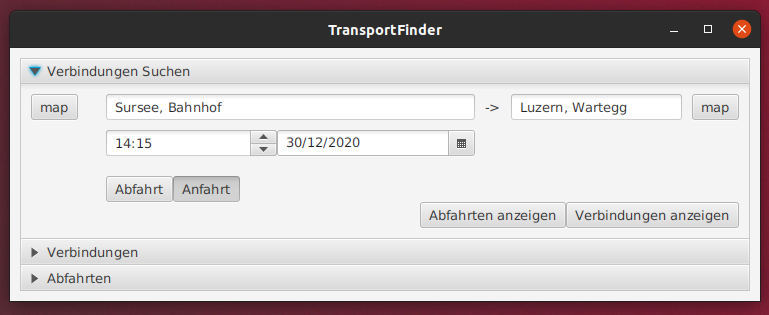 TransportFinder
Verbindungen Suchen
map Sursee, Bahnhof -> Luzern, Wartegg map
14:15 30/12/2020
Abfahrt Anfahrt
Abfahrten anzeigen Verbindungen anzeigen
Verbindungen
Abfahrten